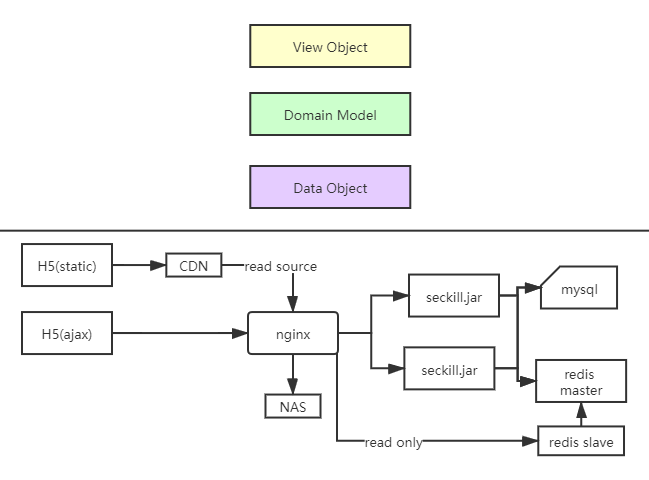 View Object
Domain Model
Data Object
H5(static)
CDN
read source
seckill.jar
mysql
H5(ajax)
nginx
seckill.jar
redis
master
NAS
read only
redis slave